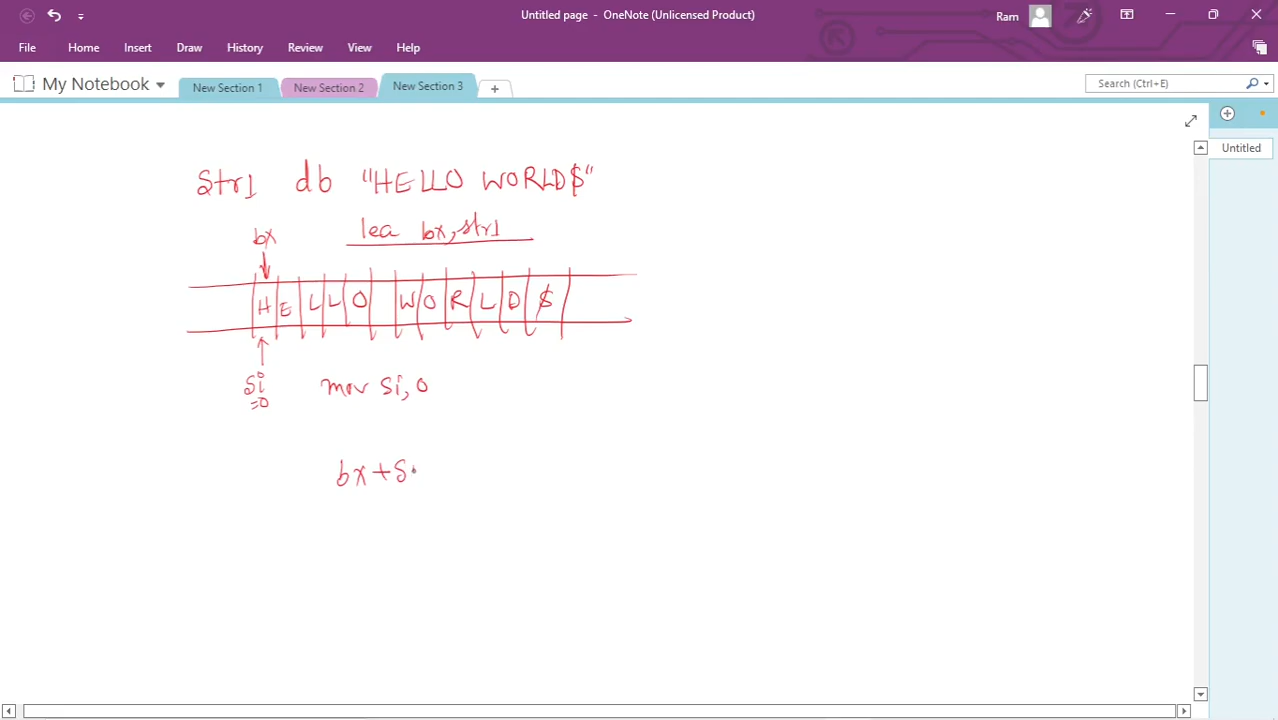 Untitled page - OneNote (Unlicensed Product)
Ram
File Home Insert Draw History Review View Help
My Notebook
New Section 1
New Section 2
New Section 3
+
Search (Ctrl+E)
Untitled
Str1 db "HELLO WORLD$"
bx
lea bx, str1
H E L L O W O R L D $
Si
=0
mov Si, 0
bx+S